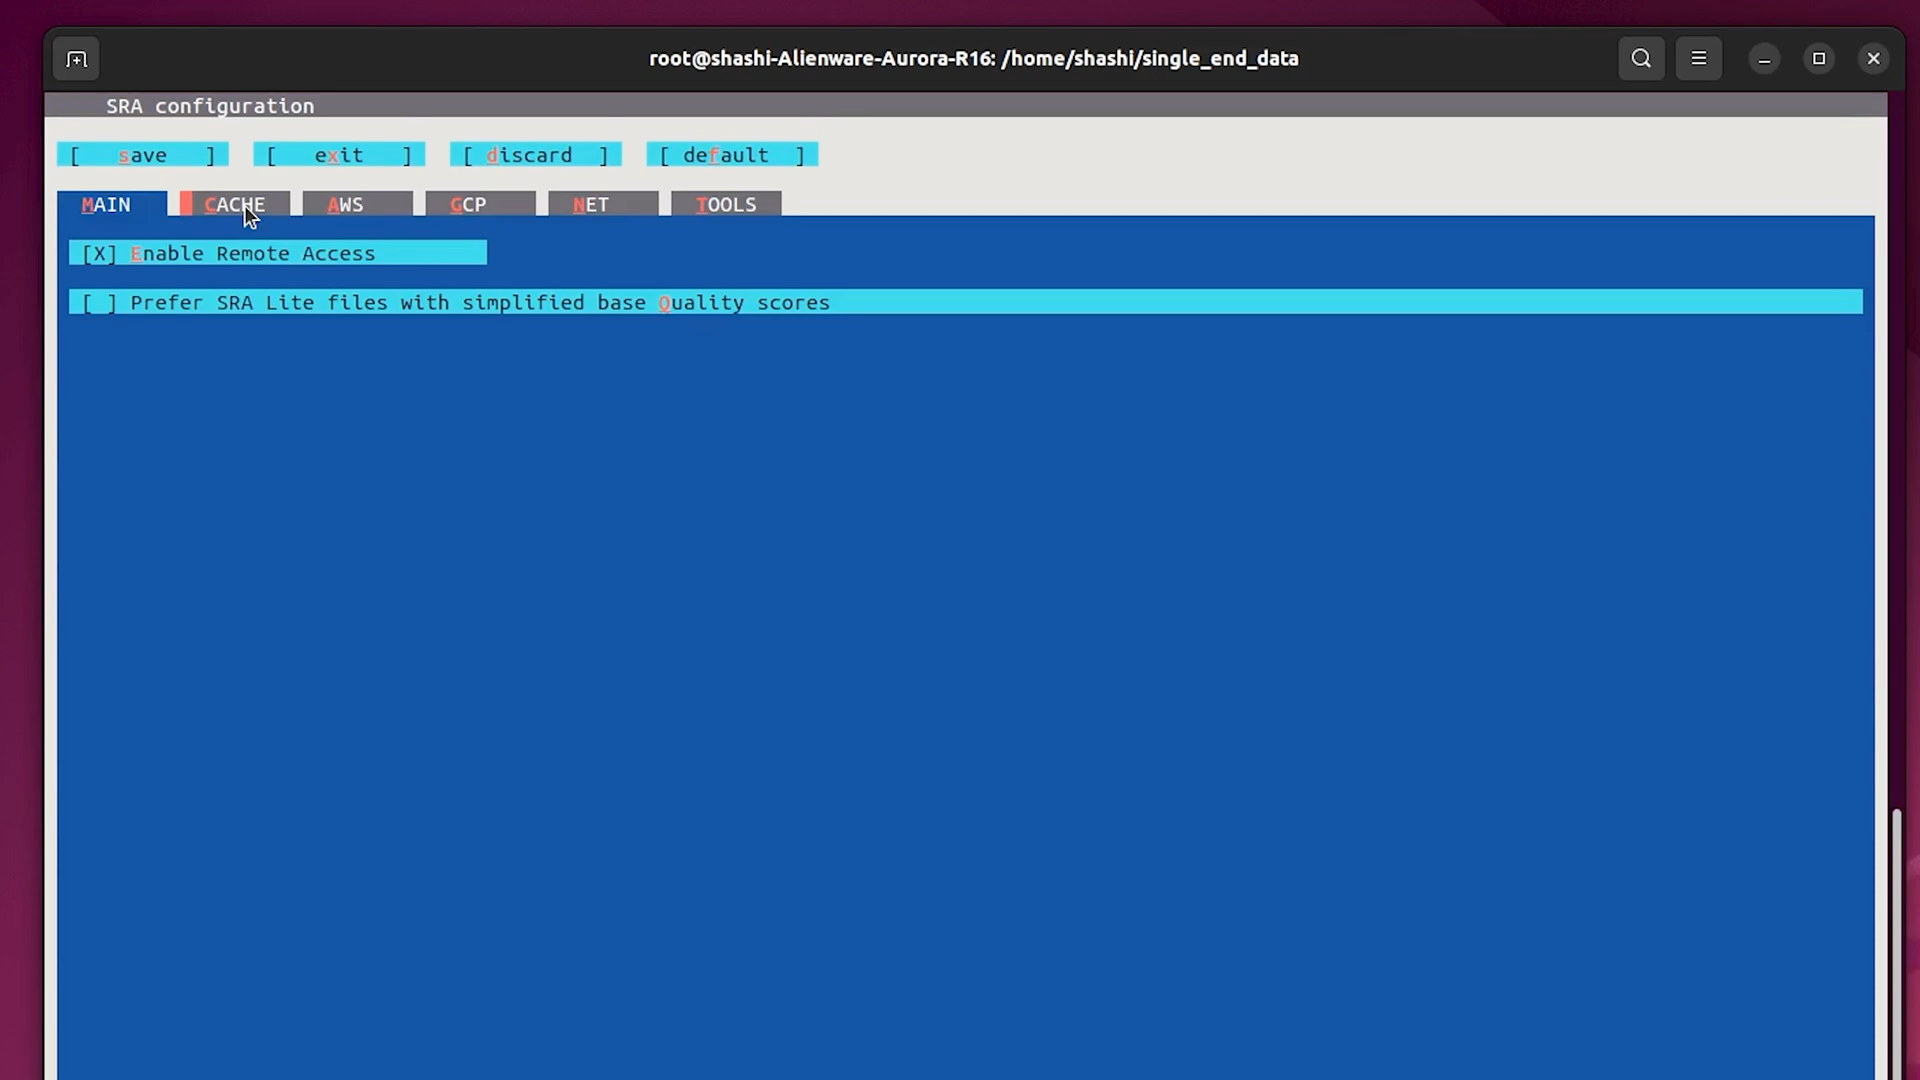 root@shashi-Alienware-Aurora-R16: /home/shashi/single_end_data
SRA configuration
[ save ] [ exit ] [ discard ] [ default ]
MAIN CACHE AWS GCP NET TOOLS
[X] Enable Remote Access
[ ] Prefer SRA Lite files with simplified base Quality scores